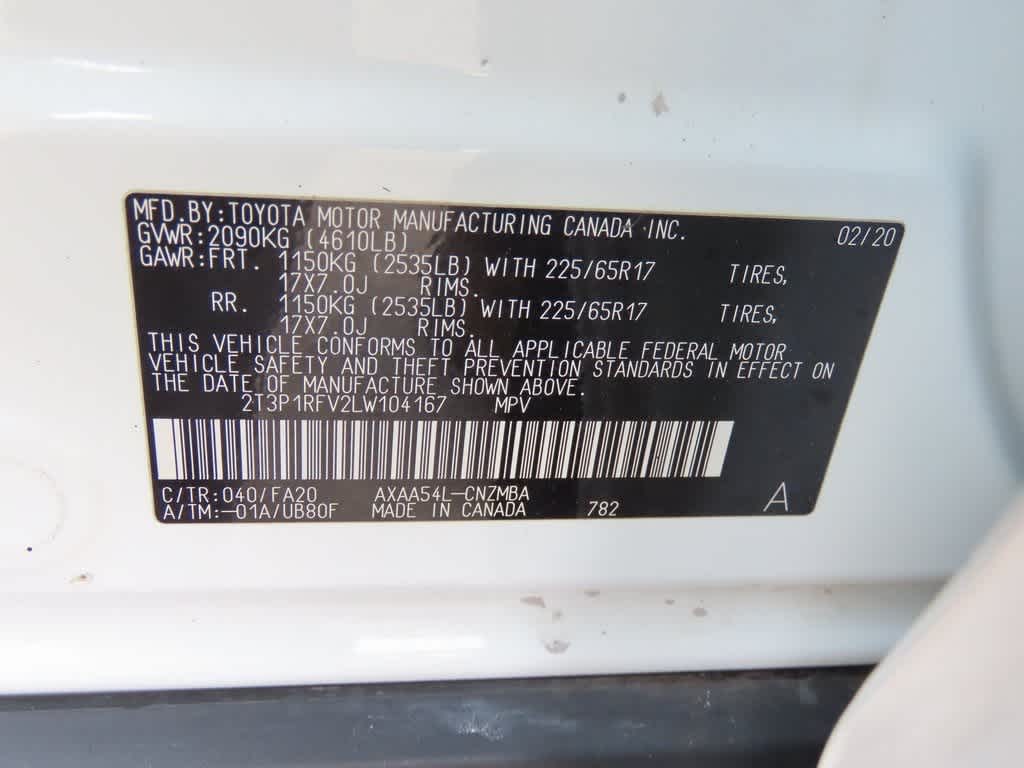 MFD.BY:TOYOTA MOTOR MANUFACTURING CANADA INC. 02/20
GVWR:2090KG (4610LB)
GAWR:FRT. 1150KG (2535LB) WITH 225/65R17 TIRES,
17X7.0J RIMS.
RR. 1150KG (2535LB) WITH 225/65R17 TIRES,
17X7.0J RIMS.
THIS VEHICLE CONFORMS TO ALL APPLICABLE FEDERAL MOTOR
VEHICLE SAFETY AND THEFT PREVENTION STANDARDS IN EFFECT ON
THE DATE OF MANUFACTURE SHOWN ABOVE.
2T3P1RFV2LW104167 MPV
C/TR:040/FA20 AXAA54L-CNZMBA
A/TM:-01A/UB80F MADE IN CANADA 782 A